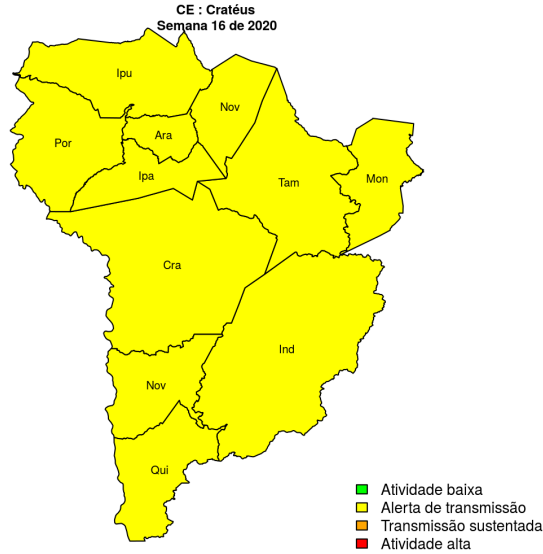 CE : Cratéus
Semana 16 de 2020
Ipu
Nov
Por
Ara
Ipa
Tam
Mon
Cra
Ind
Nov
Qui
Atividade baixa
Alerta de transmissão
Transmissão sustentada
Atividade alta